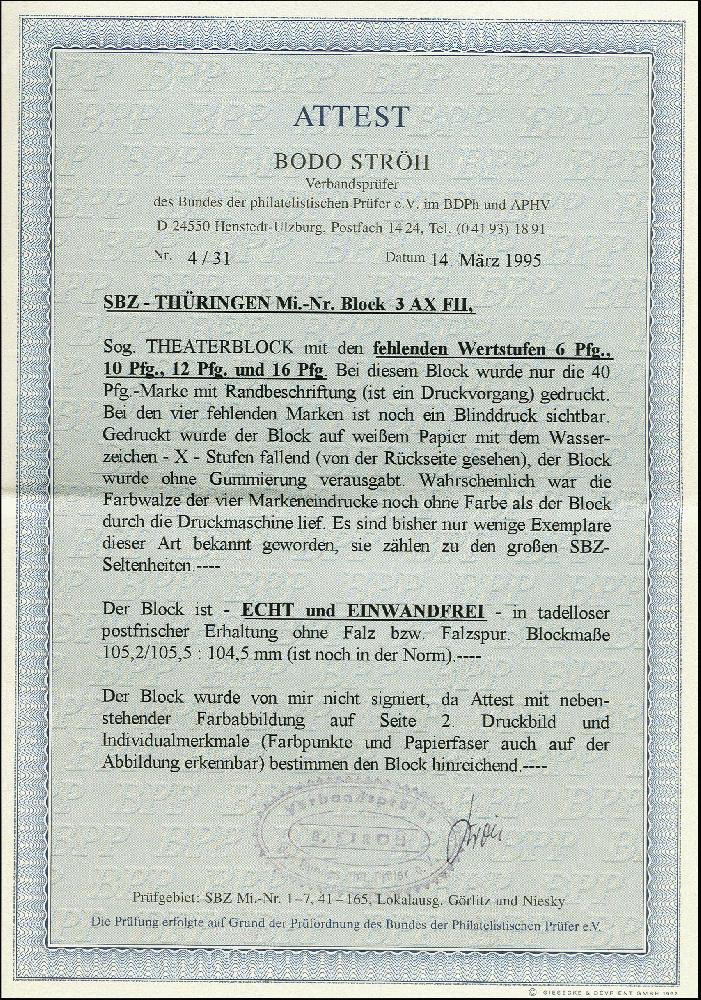 ATTEST
BODO STRÖH
Verbandsprüfer
des Bundes der philatelistischen Prüfer e.V. im BDPh und APHV
D 24550 Henstedt-Ulzburg, Postfach 1424, Tel. (04193) 1891
Nr. 4/31 Datum 14. März 1995
SBZ - THÜRINGEN Mi.-Nr. Block 3 AX FII,
Sog. THEATERBLOCK mit den fehlenden Wertstufen 6 Pfg.,
10 Pfg., 12 Pfg. und 16 Pfg. Bei diesem Block wurde nur die 40
Pfg.-Marke mit Randbeschriftung (ist ein Druckvorgang) gedruckt.
Bei den vier fehlenden Marken ist noch ein Blinddruck sichtbar.
Gedruckt wurde der Block auf weißem Papier mit dem Wasser-
zeichen - X - Stufen fallend (von der Rückseite gesehen), der Block
wurde ohne Gummierung verausgabt. Wahrscheinlich war die
Farbwalze der vier Markeneindrucke noch ohne Farbe als der Block
durch die Druckmaschine lief. Es sind bisher nur wenige Exemplare
dieser Art bekannt geworden, sie zählen zu den großen SBZ-
Seltenheiten.----
Der Block ist - ECHT und EINWANDFREI - in tadelloser
postfrischer Erhaltung ohne Falz bzw. Falzspur. Blockmaße
105,2/105,5 : 104,5 mm (ist noch in der Norm).----
Der Block wurde von mir nicht signiert, da Attest mit neben-
stehender Farbabbildung auf Seite 2. Druckbild und
Individualmerkmale (Farbpunkte und Papierfaser auch auf der
Abbildung erkennbar) bestimmen den Block hinreichend.----
Prüfgebiet: SBZ Mi.-Nr. 1–7, 41–165, Lokalausg. Görlitz und Niesky
Die Prüfung erfolgte auf Grund der Prüfordnung des Bundes der Philatelistischen Prüfer e.V.
© GIESECKE & DEVRIENT GMBH